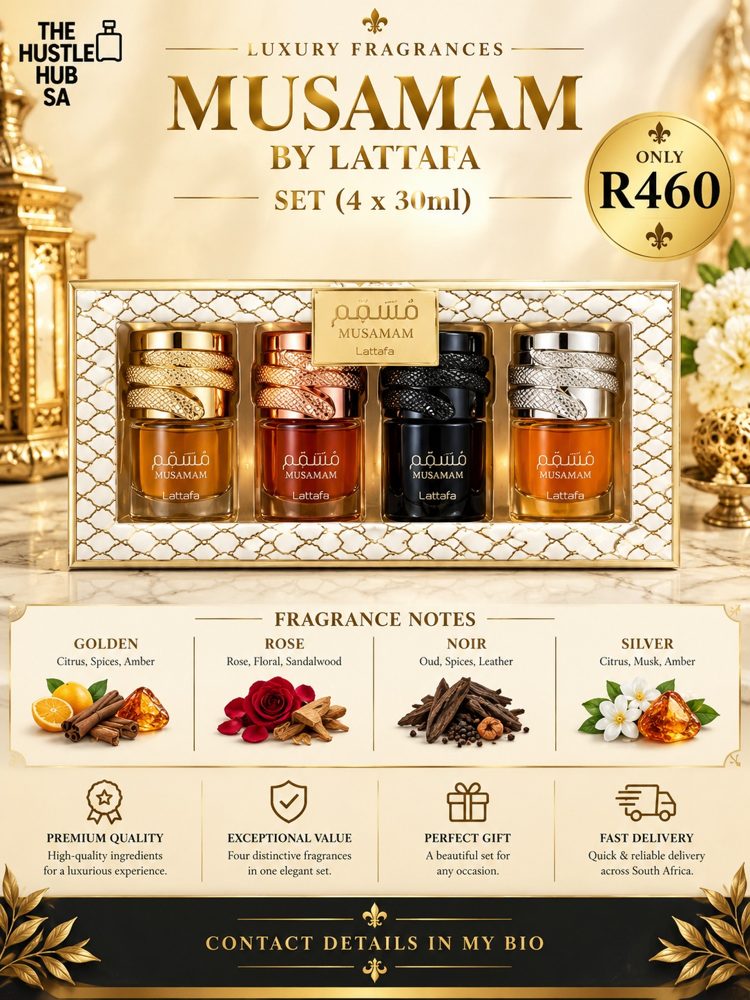 THE
HUSTLE
HUB
SA
LUXURY FRAGRANCES
MUSAMAM
BY LATTAFA
SET (4 x 30ml)
ONLY
R460
مُسَمَّم
MUSAMAM
Lattafa
مُسَمَّم
MUSAMAM
Lattafa
مُسَمَّم
MUSAMAM
Lattafa
مُسَمَّم
MUSAMAM
Lattafa
مُسَمَّم
MUSAMAM
Lattafa
FRAGRANCE NOTES
GOLDEN
Citrus, Spices, Amber
ROSE
Rose, Floral, Sandalwood
NOIR
Oud, Spices, Leather
SILVER
Citrus, Musk, Amber
PREMIUM QUALITY
High-quality ingredients
for a luxurious experience.
EXCEPTIONAL VALUE
Four distinctive fragrances
in one elegant set.
PERFECT GIFT
A beautiful set for
any occasion.
FAST DELIVERY
Quick & reliable delivery
across South Africa.
CONTACT DETAILS IN MY BIO